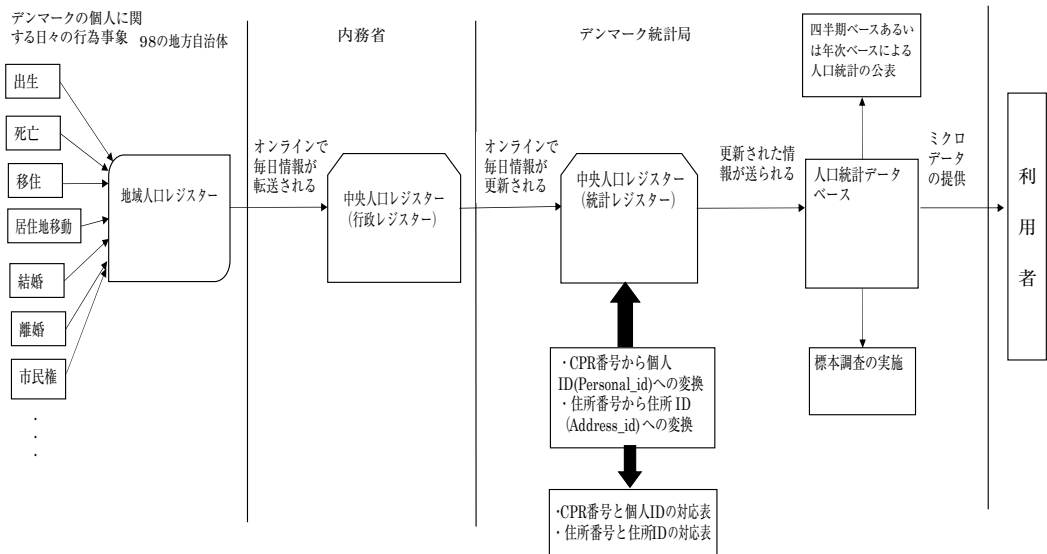 デンマークの個人に関
する日々の行為事象
98の地方自治体
出生
死亡
移住
居住地移動
結婚
離婚
市民権
・
・
・
地域人口レジスター
内務省
オンラインで
毎日情報が
転送される
中央人口レジスター
(行政レジスター)
デンマーク統計局
オンラインで
毎日情報が
更新される
中央人口レジスター
(統計レジスター)
・CPR番号から個人
ID(Personal_id)への変換
・住所番号から住所 ID
(Address_id)への変換
・CPR番号と個人IDの対応表
・住所番号と住所IDの対応表
更新された情
報が送られる
四半期ベースあるい
は年次ベースによる
人口統計の公表
人口統計データ
ベース
標本調査の実施
ミクロ
データ
の提供
利
用
者